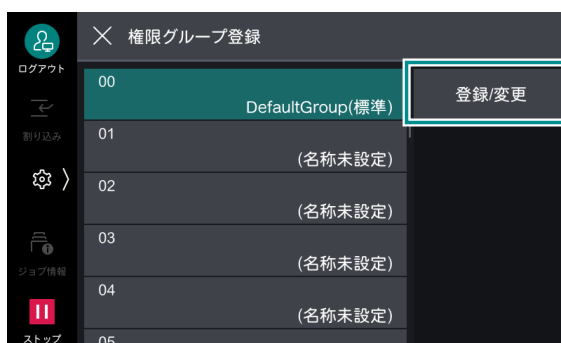 権限グループ登録
ログアウト
割り込み
ジョブ情報
ストップ
00
DefaultGroup(標準)
01
(名称未設定)
02
(名称未設定)
03
(名称未設定)
04
(名称未設定)
05
登録/変更